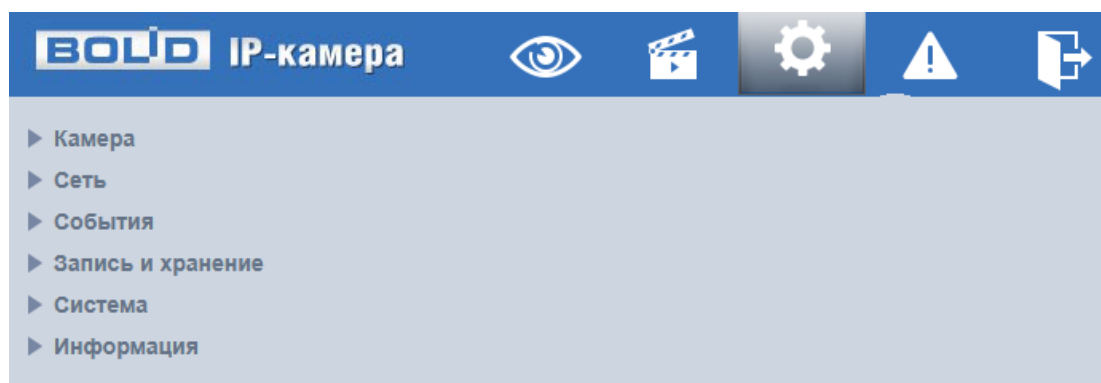 BOLID IP-камера
Камера
Сеть
События
Запись и хранение
Система
Информация